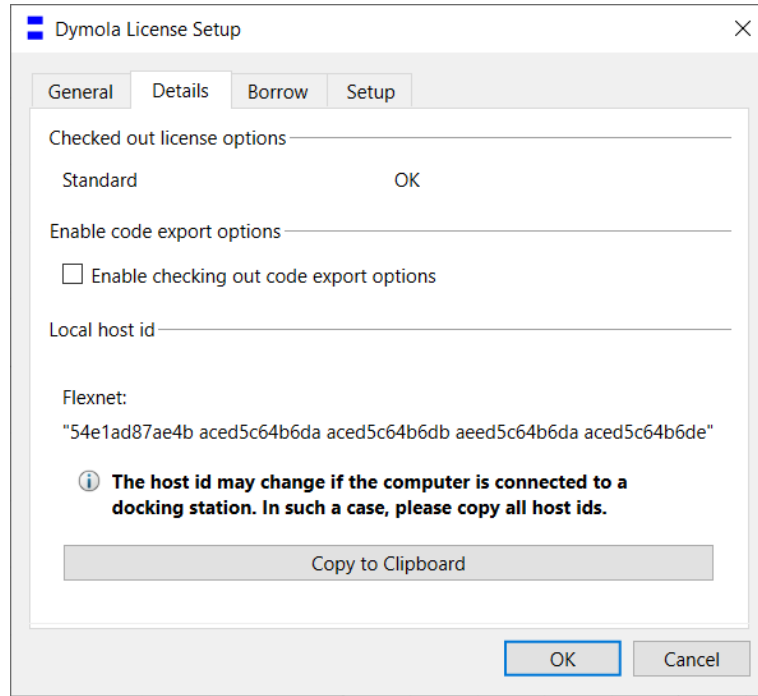 Dymola License Setup
General Details Borrow Setup
Checked out license options
Standard OK
Enable code export options
Enable checking out code export options
Local host id
Flexnet:
"54e1ad87ae4b aced5c64b6da aced5c64b6db aeed5c64b6da aced5c64b6de"
The host id may change if the computer is connected to a
docking station. In such a case, please copy all host ids.
Copy to Clipboard
OK Cancel